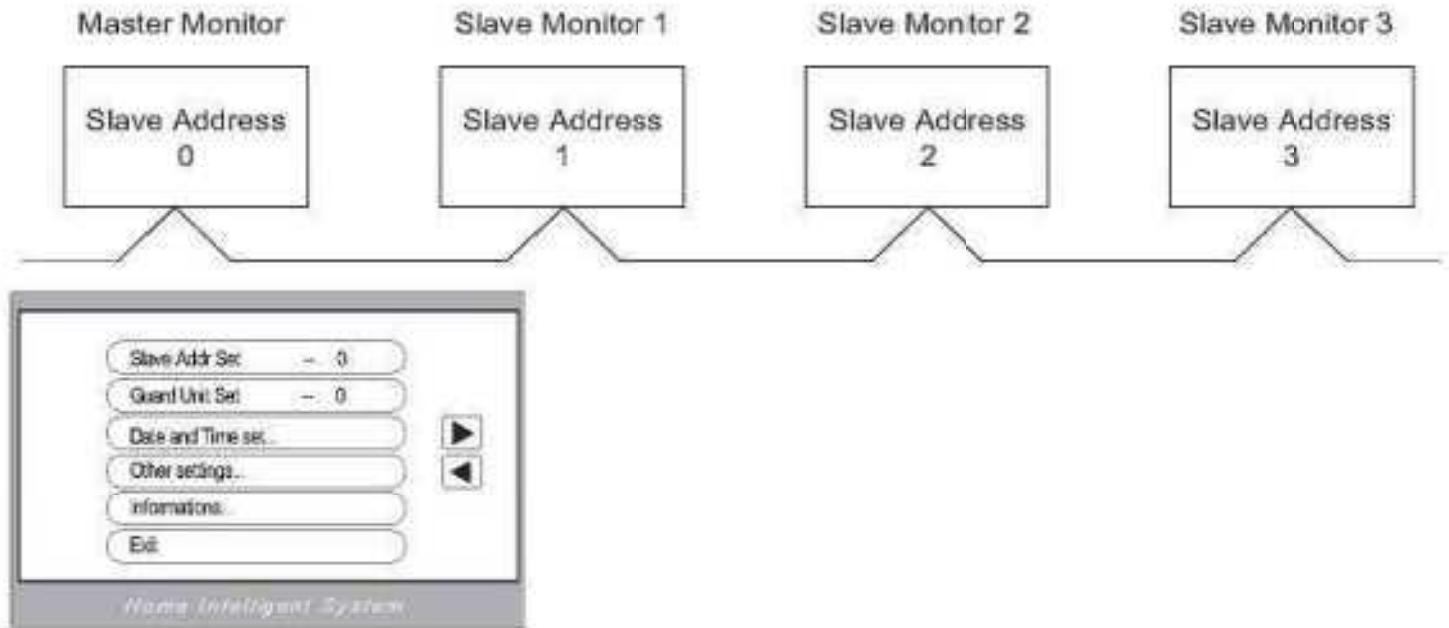 Master Monitor
Slave Monitor 1
Slave Monitor 2
Slave Monitor 3
Slave Address
0
Slave Address
1
Slave Address
2
Slave Address
3
Slave Addr Set -- 0
Guard Unit Set -- 0
Date and Time set...
Other settings...
Informations...
Exit
Home Intelligent System